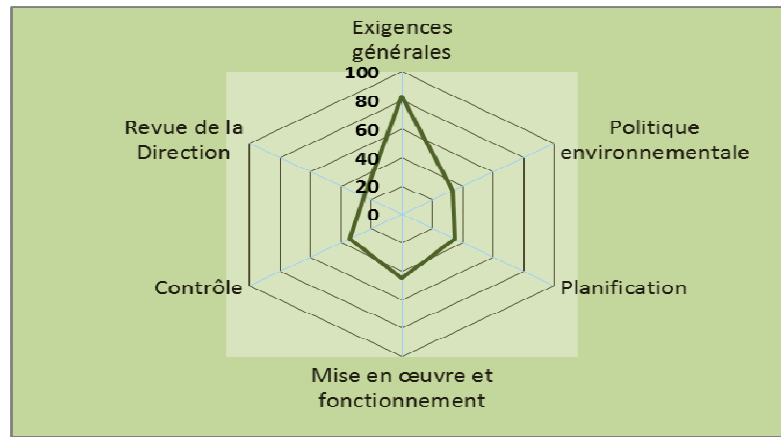 Exigences
générales
100
80
60
40
20
0
Revue de la
Direction
Politique
environnementale
Contrôle
Planification
Mise en œuvre et
fonctionnement